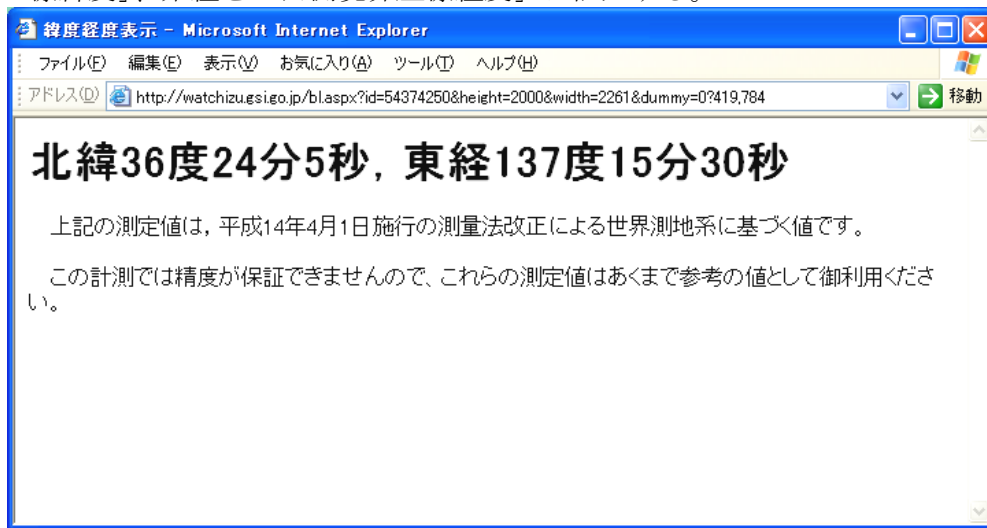 緯度経度表示 - Microsoft Internet Explorer
ファイル(F) 編集(E) 表示(V) お気に入り(A) ツール(T) ヘルプ(H)
アドレス(D) http://watchizu.gsi.go.jp/bl.aspx?id=54374250&height=2000&width=2261&dummy=0?419,784 移動
北緯36度24分5秒, 東経137度15分30秒
上記の測定値は, 平成14年4月1日施行の測量法改正による世界測地系に基づく値です。
この計測では精度が保証できませんので、これらの測定値はあくまで参考の値として御利用くださ
い。